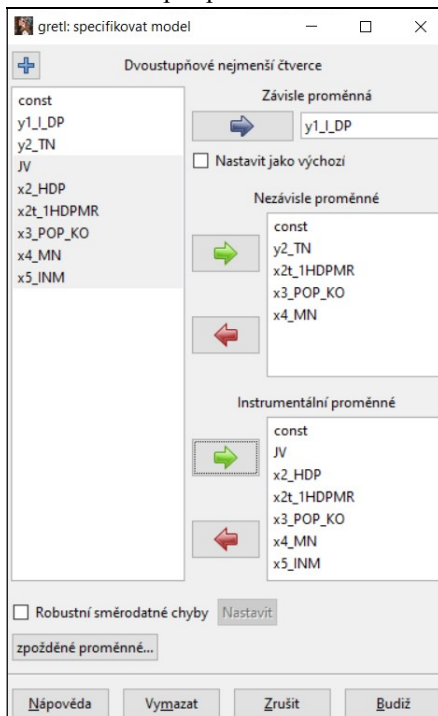 gretl: specifikovat model
Dvoustupňové nejmenší čtverce
const
y1_I_DP
y2_TN
JV
x2_HDP
x2t_1HDPMR
x3_POP_KO
x4_MN
x5_INM
Závisle proměnná
y1_I_DP
Nastavit jako výchozí
Nezávisle proměnné
const
y2_TN
x2t_1HDPMR
x3_POP_KO
x4_MN
Instrumentální proměnné
const
JV
x2_HDP
x2t_1HDPMR
x3_POP_KO
x4_MN
x5_INM
Robustní směrodatné chyby Nastavit
zpožděné proměnné...
Nápověda Vymazat Zrušit Budiž